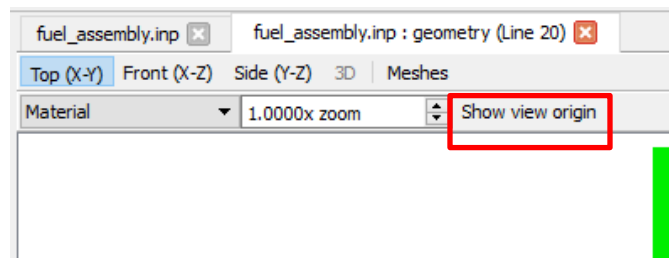 fuel_assembly.inp fuel_assembly.inp : geometry (Line 20)
Top (X-Y) Front (X-Z) Side (Y-Z) 3D Meshes
Material 1.0000x zoom Show view origin